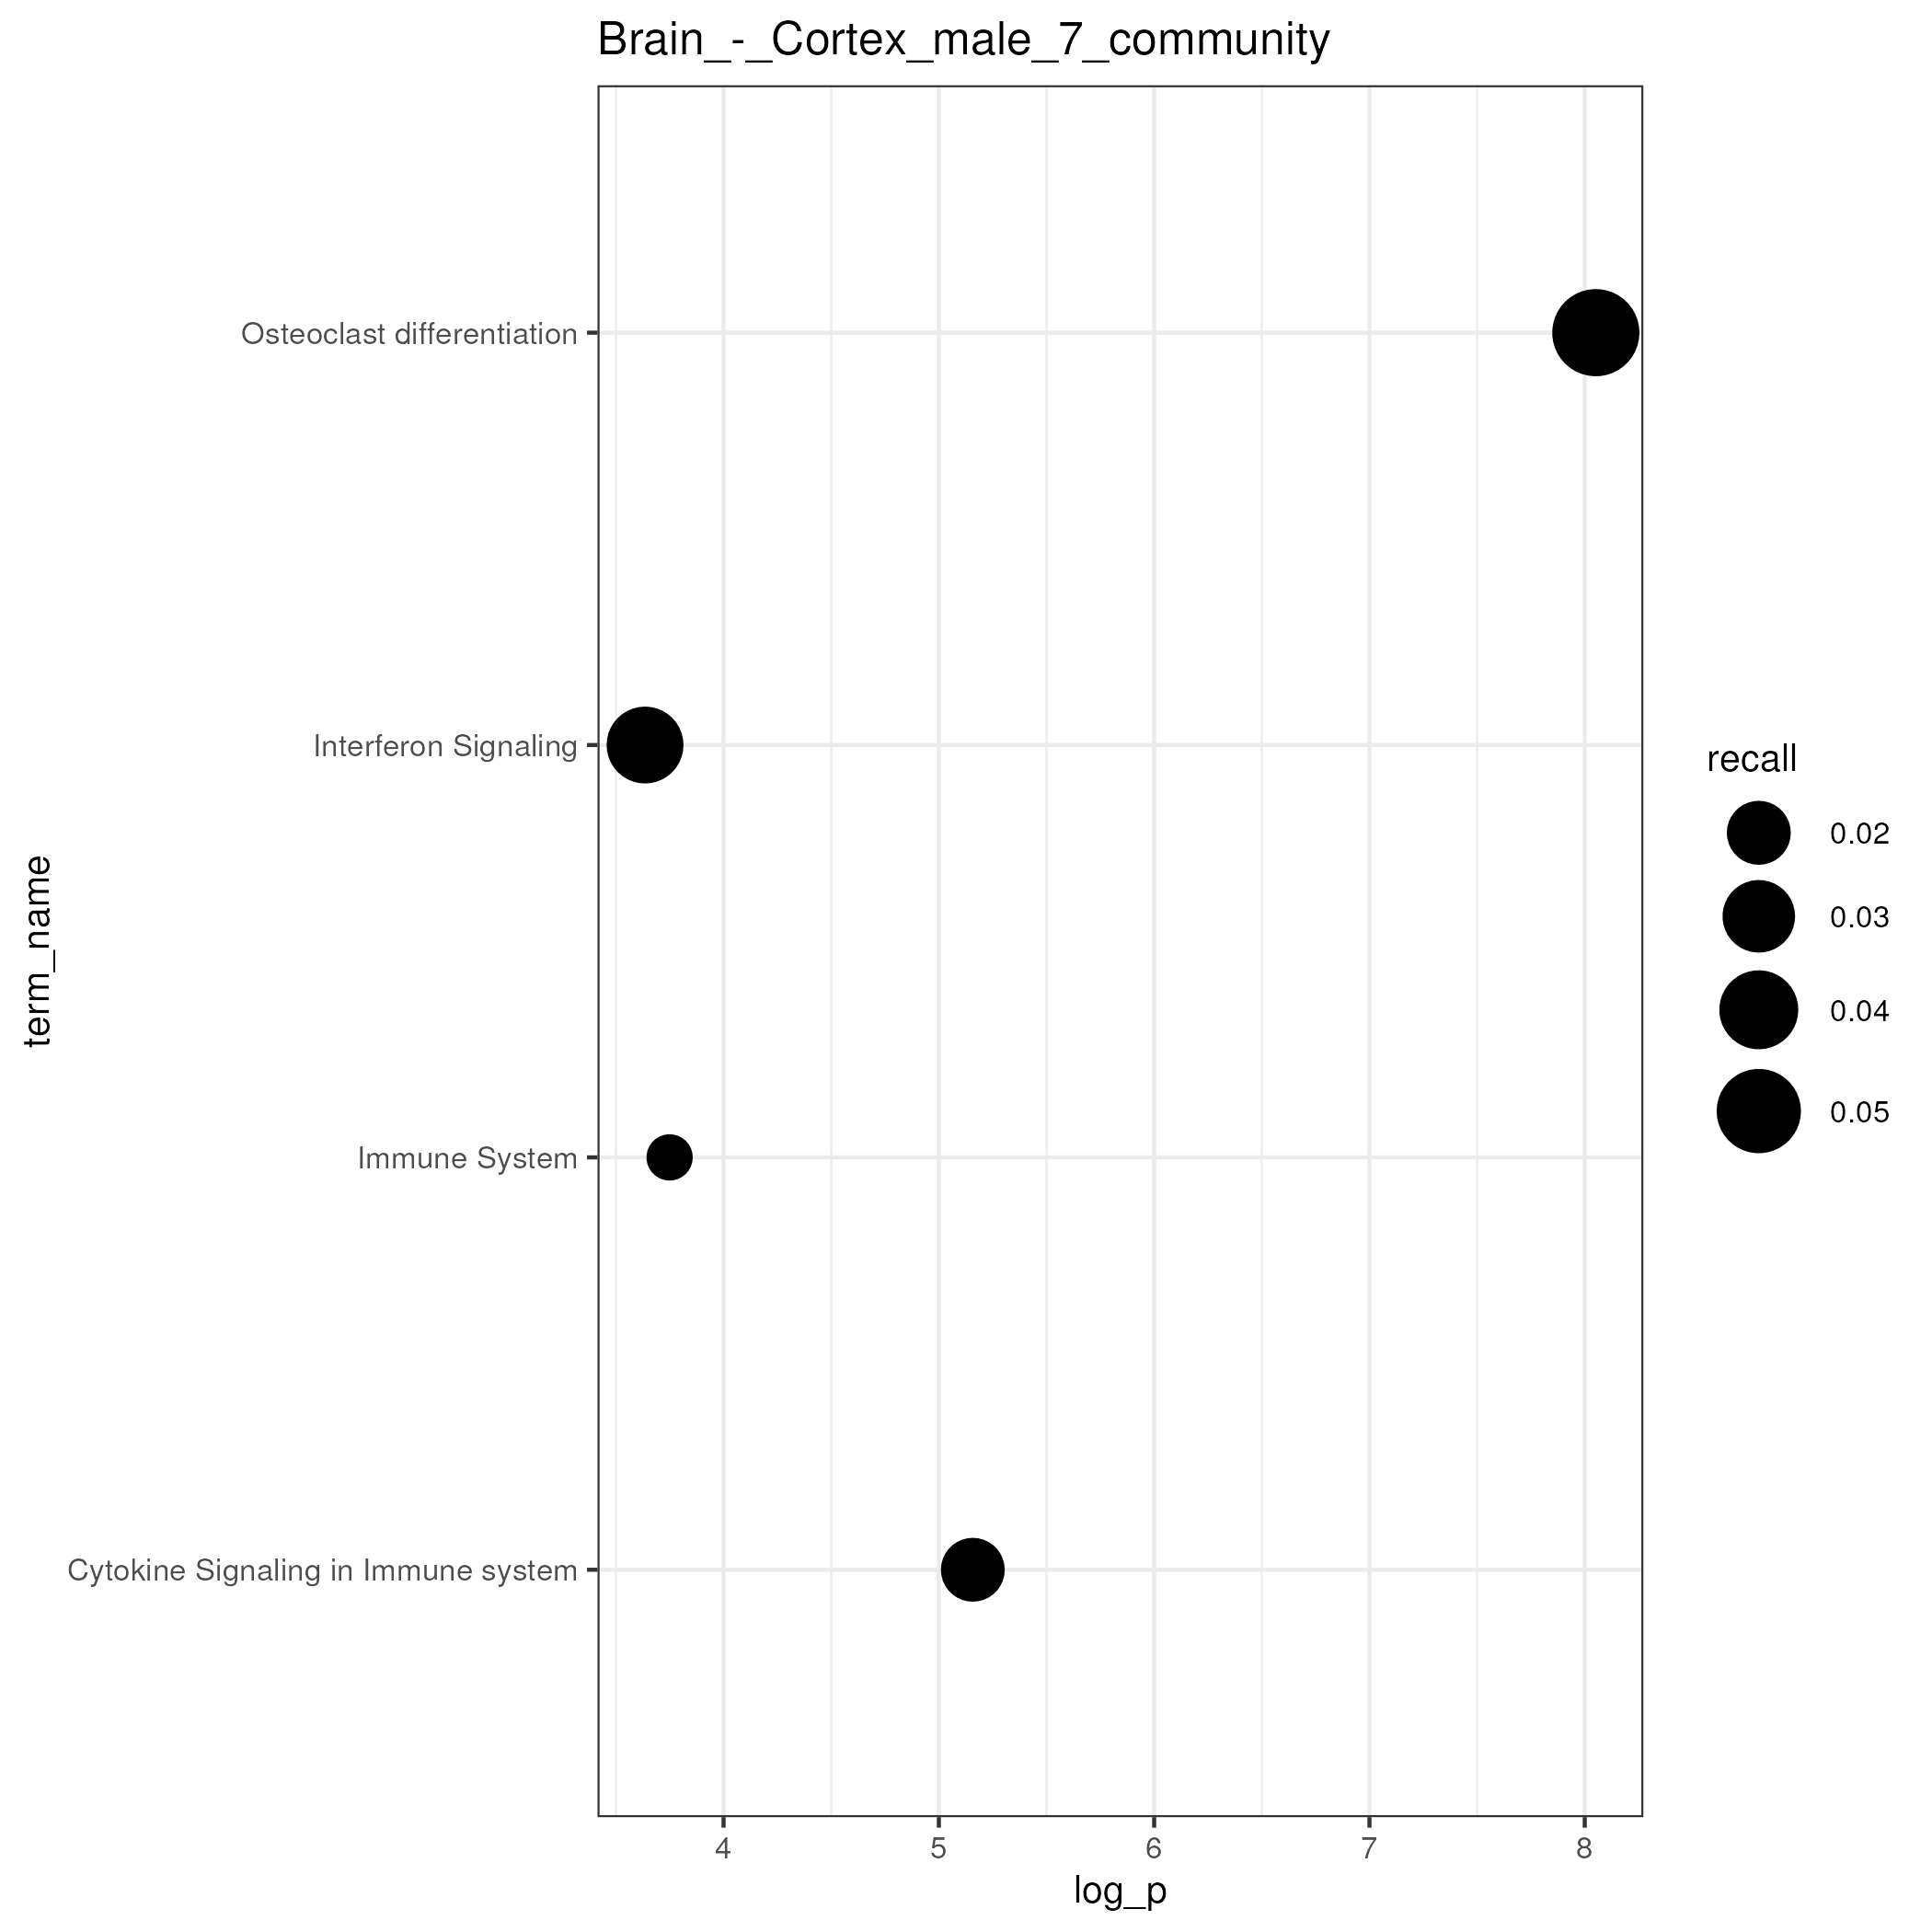 Brain_-_Cortex_male_7_community
Osteoclast differentiation
Interferon Signaling
Immune System
Cytokine Signaling in Immune system
term_name
4 5 6 7 8
log_p
recall
0.02
0.03
0.04
0.05